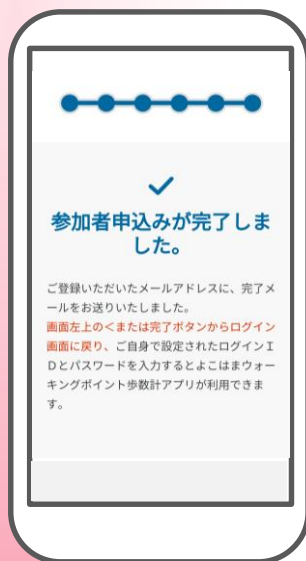 参加者申込みが完了しま
した。
ご登録いただいたメールアドレスに、完了メ
ールをお送りいたしました。
画面左上の<または完了ボタンからログイン
画面に戻り、ご自身で設定されたログインI
Dとパスワードを入力するとよこはまウォー
キングポイント歩数計アプリが利用できま
す。